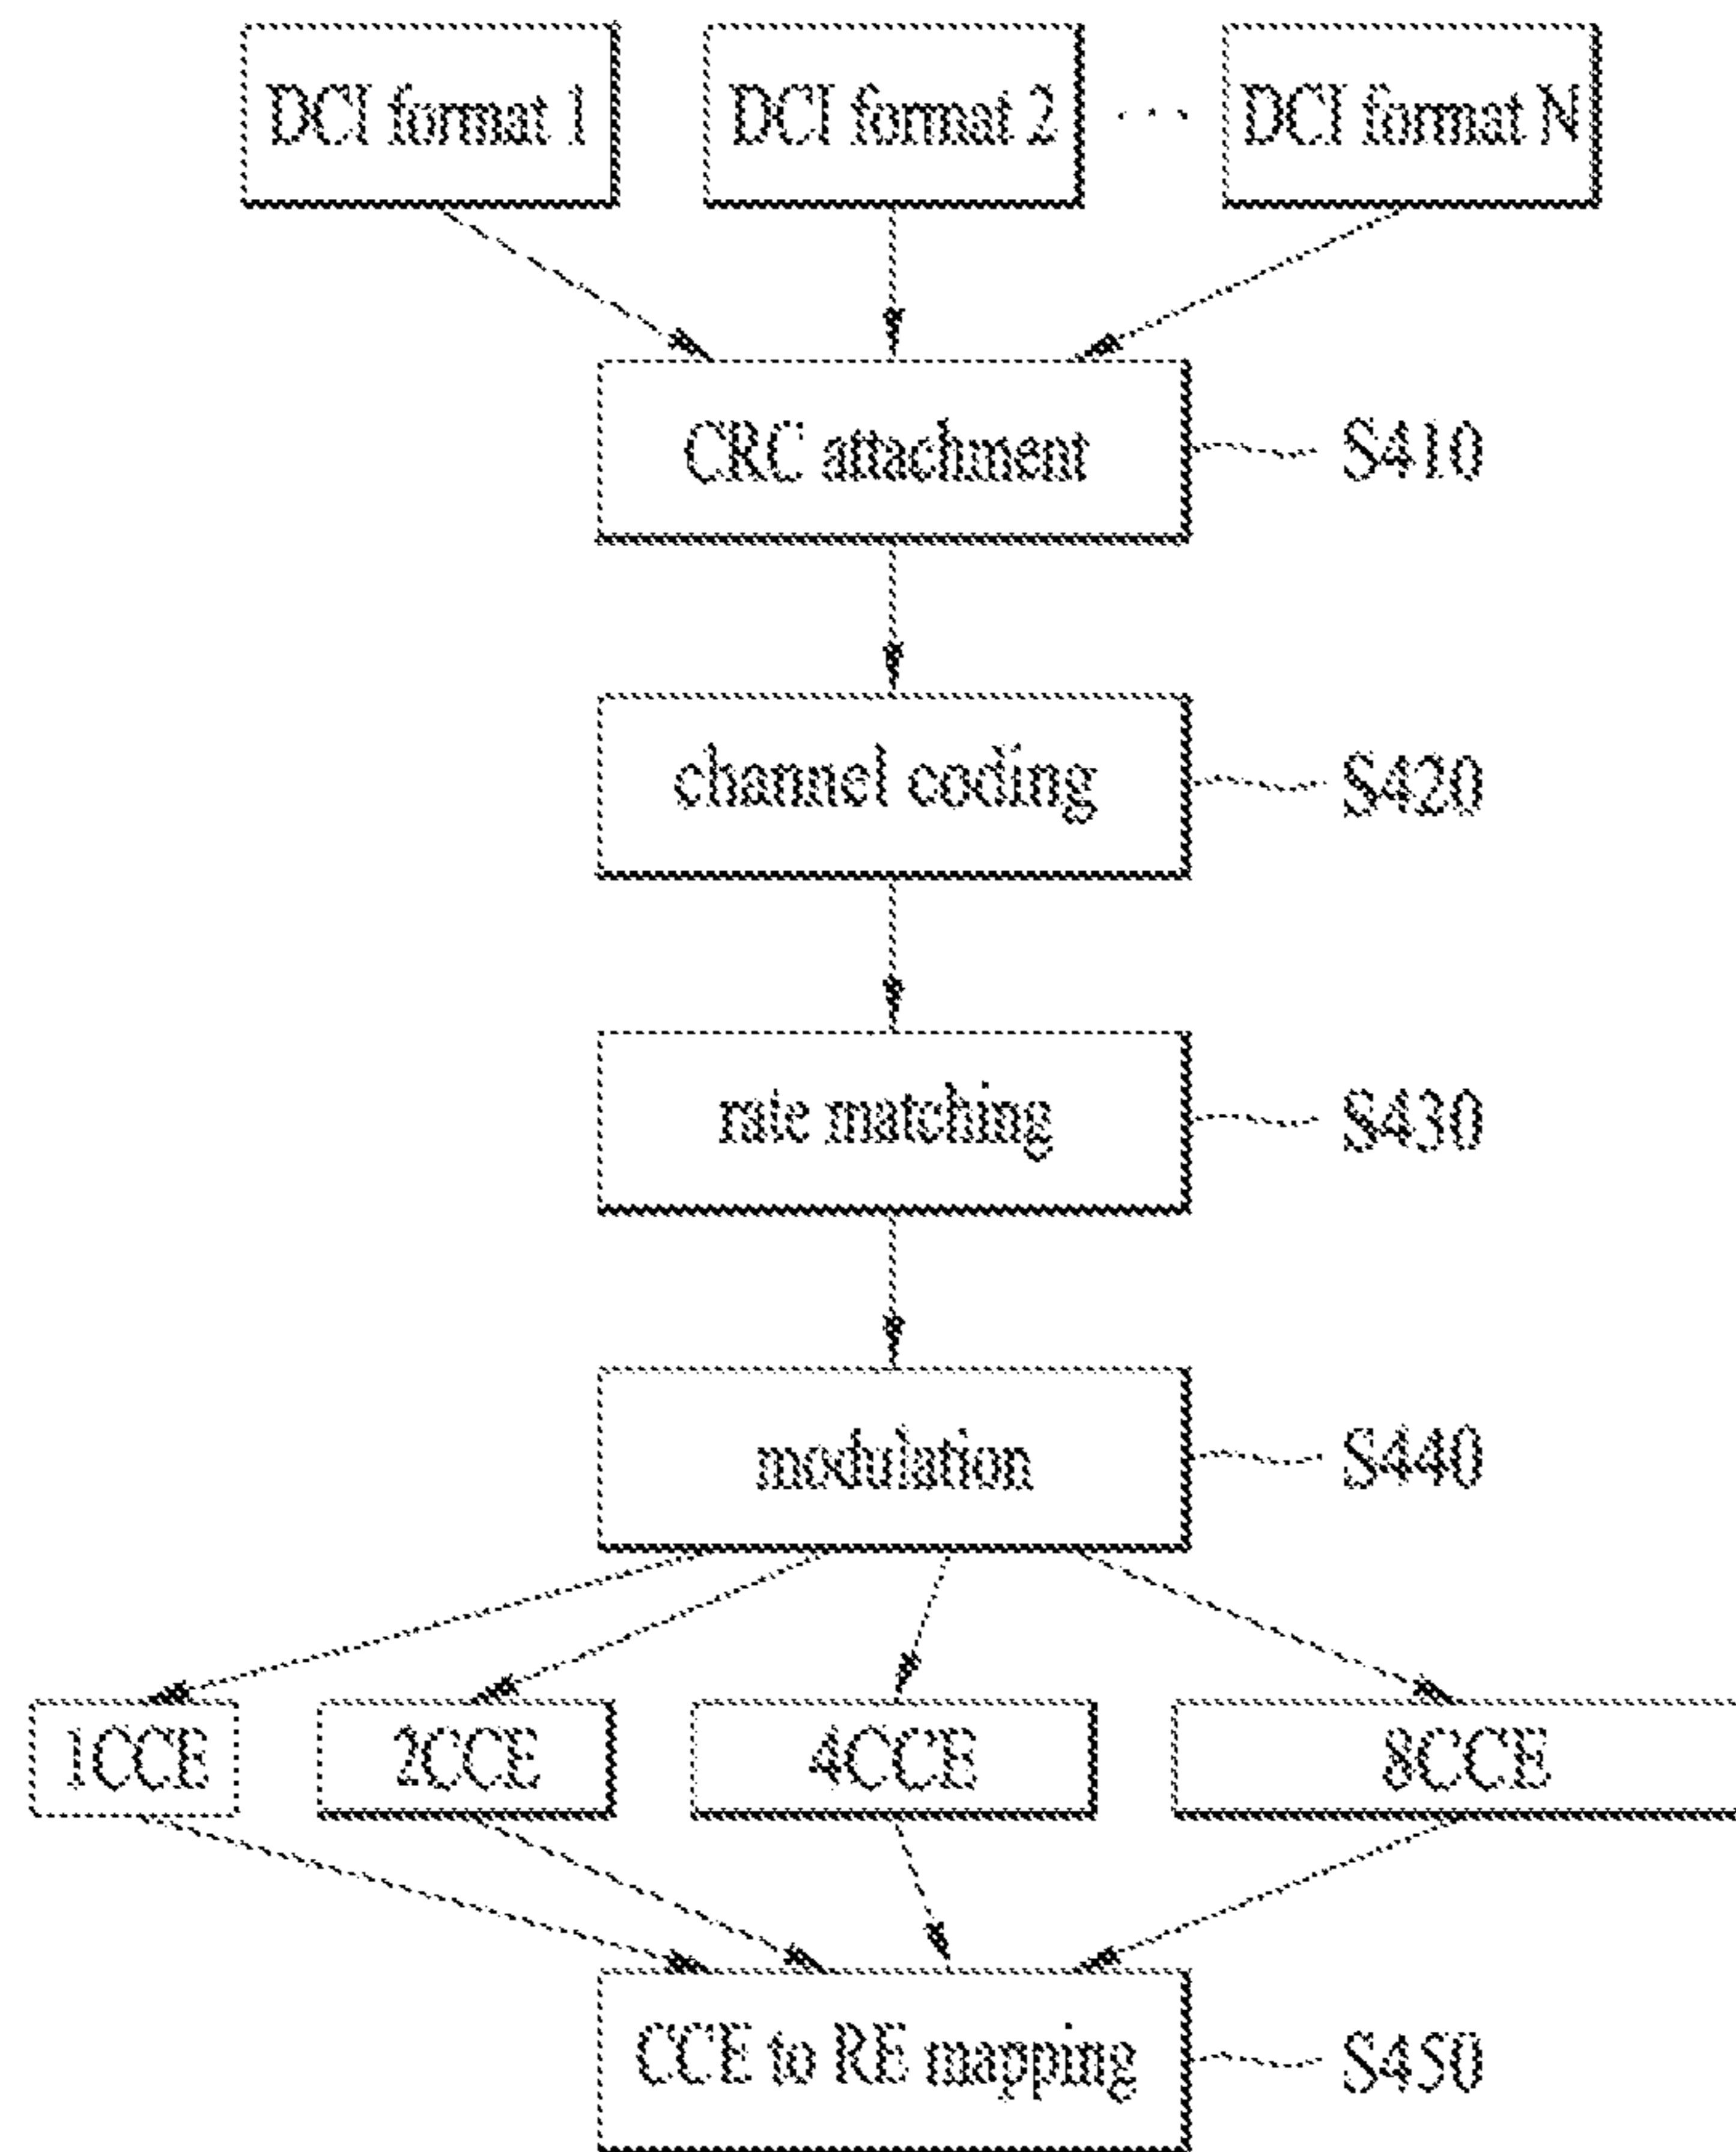 DCI format 1
DCI format 2
...
DCI format N
CRC attachment
S410
channel coding
S420
rate matching
S430
modulation
S440
1CCE
2CCE
4CCE
8CCE
CCE to RE mapping
S450